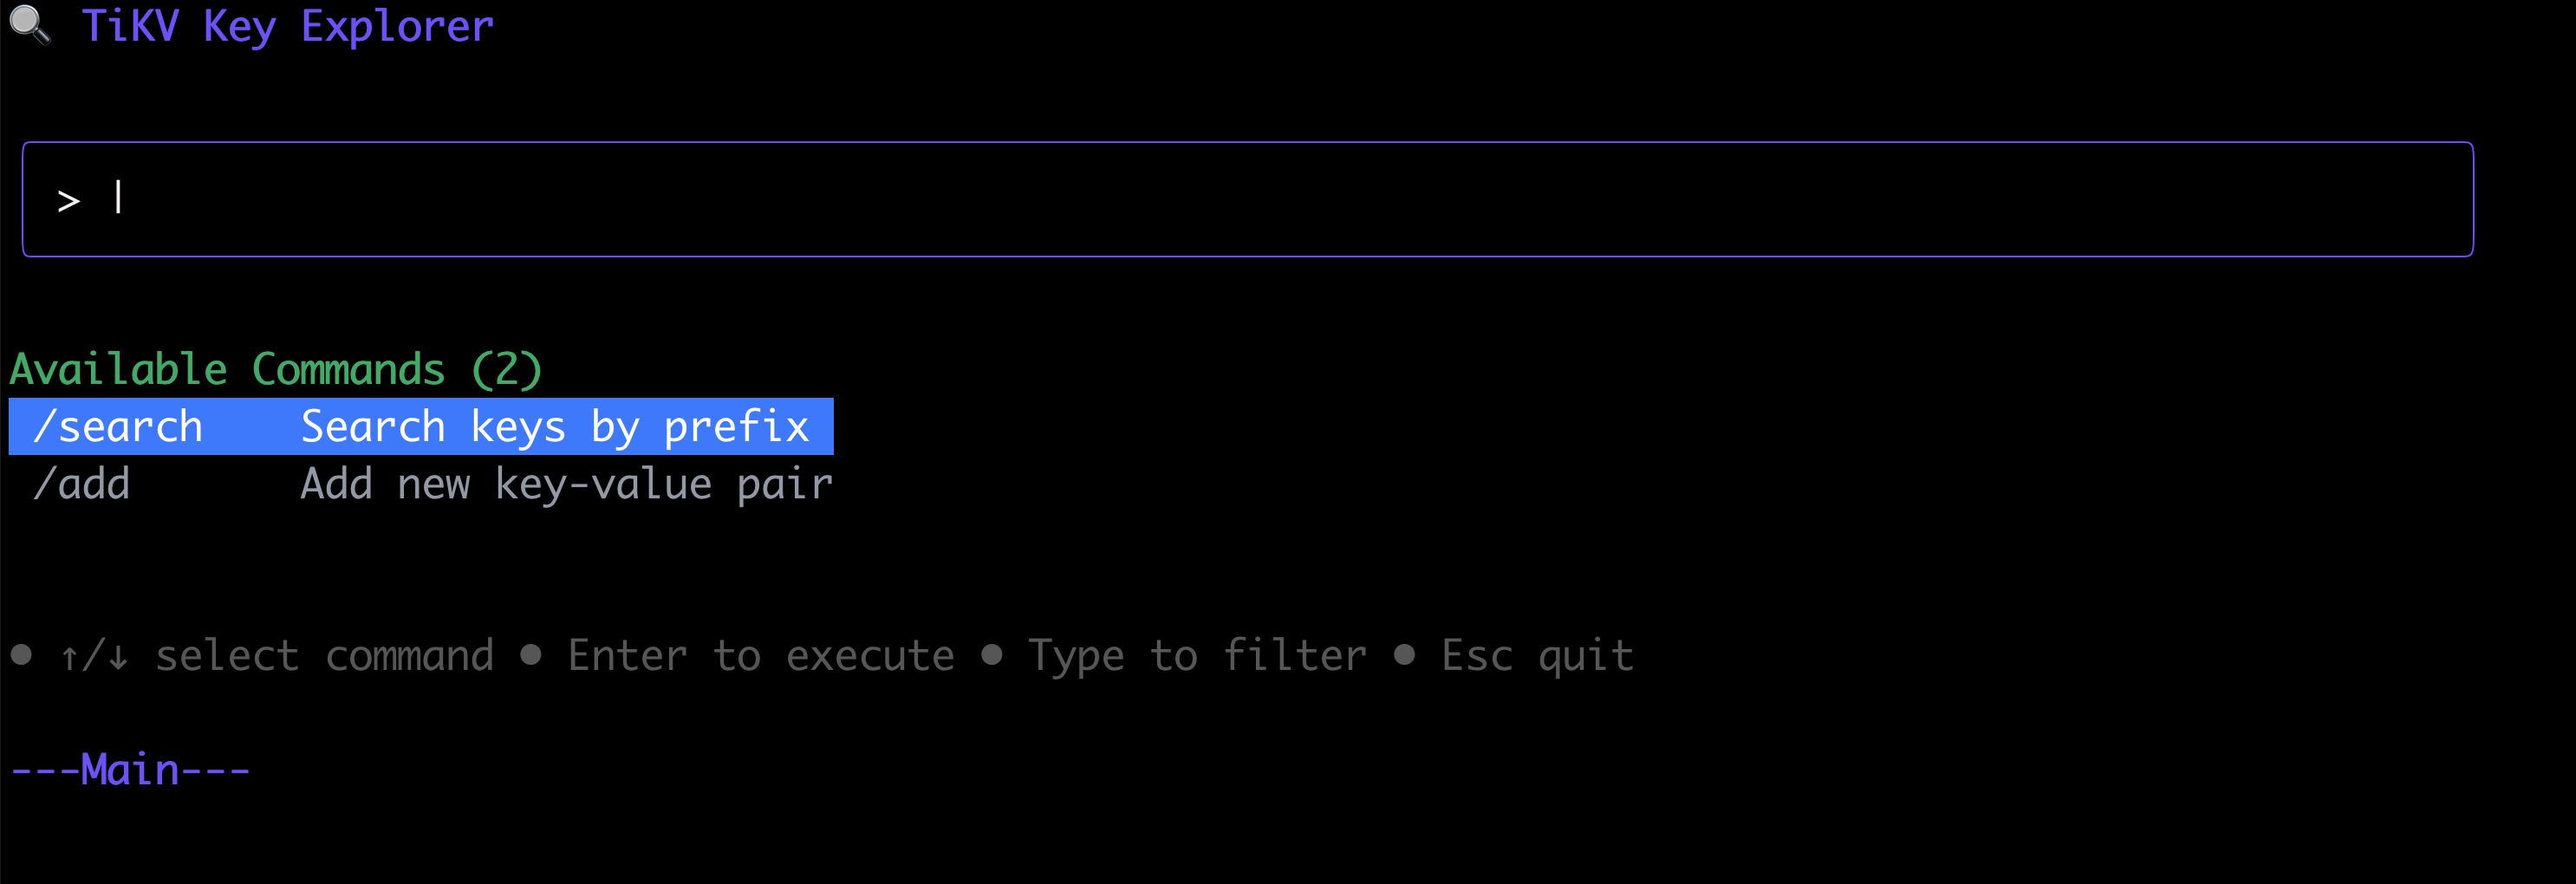 🔍 TiKV Key Explorer
> |
Available Commands (2)
/search    Search keys by prefix
/add       Add new key-value pair
● ↑/↓ select command ● Enter to execute ● Type to filter ● Esc quit
---Main---